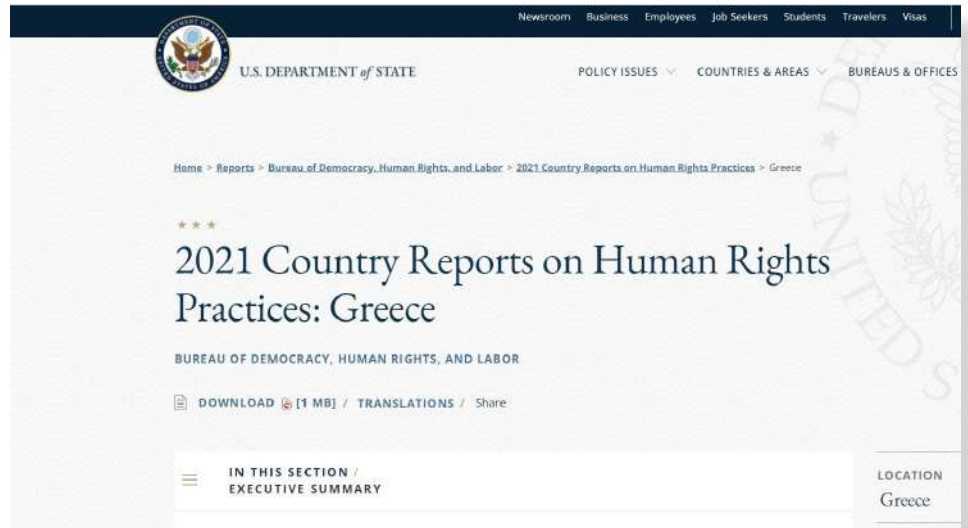 Newsroom Business Employees Job Seekers Students Travelers Visas
U.S. DEPARTMENT of STATE
POLICY ISSUES COUNTRIES & AREAS BUREAUS & OFFICES
Home > Reports > Bureau of Democracy, Human Rights, and Labor > 2021 Country Reports on Human Rights Practices > Greece
2021 Country Reports on Human Rights
Practices: Greece
BUREAU OF DEMOCRACY, HUMAN RIGHTS, AND LABOR
DOWNLOAD [1 MB] / TRANSLATIONS / Share
IN THIS SECTION /
EXECUTIVE SUMMARY
LOCATION
Greece